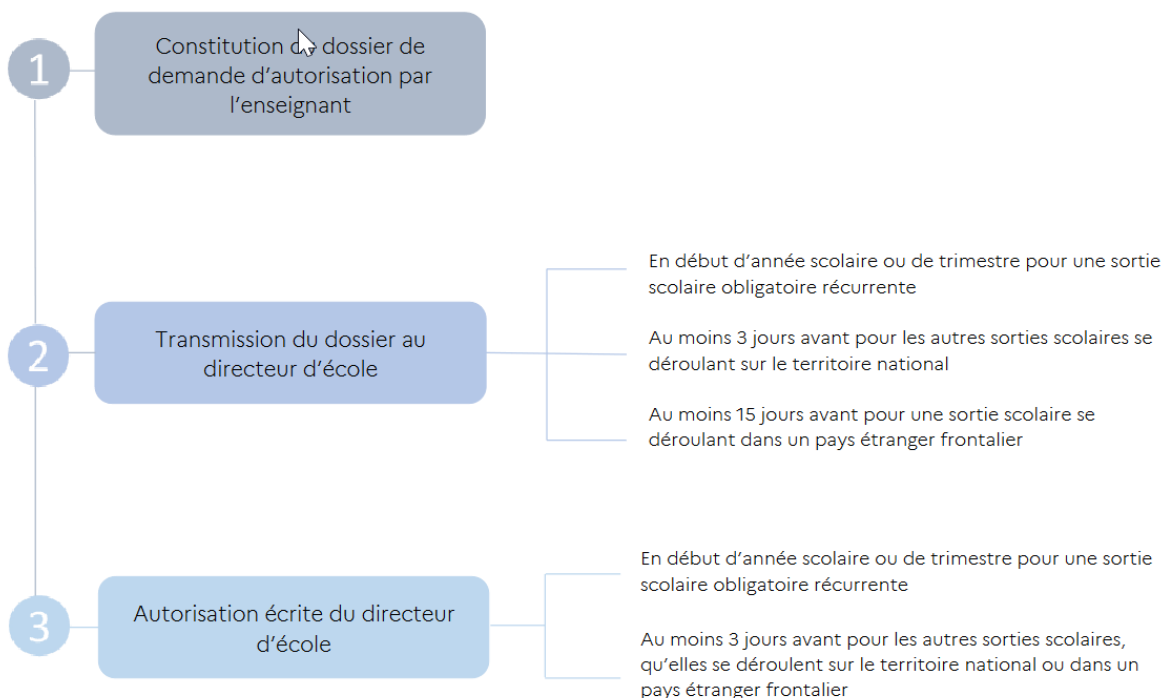 1
Constitution dossier de
demande d'autorisation par
l'enseignant
2
Transmission du dossier au
directeur d'école
En début d'année scolaire ou de trimestre pour une sortie
scolaire obligatoire récurrente
Au moins 3 jours avant pour les autres sorties scolaires se
déroulant sur le territoire national
Au moins 15 jours avant pour une sortie scolaire se
déroulant dans un pays étranger frontalier
3
Autorisation écrite du directeur
d'école
En début d'année scolaire ou de trimestre pour une sortie
scolaire obligatoire récurrente
Au moins 3 jours avant pour les autres sorties scolaires,
qu'elles se déroulent sur le territoire national ou dans un
pays étranger frontalier